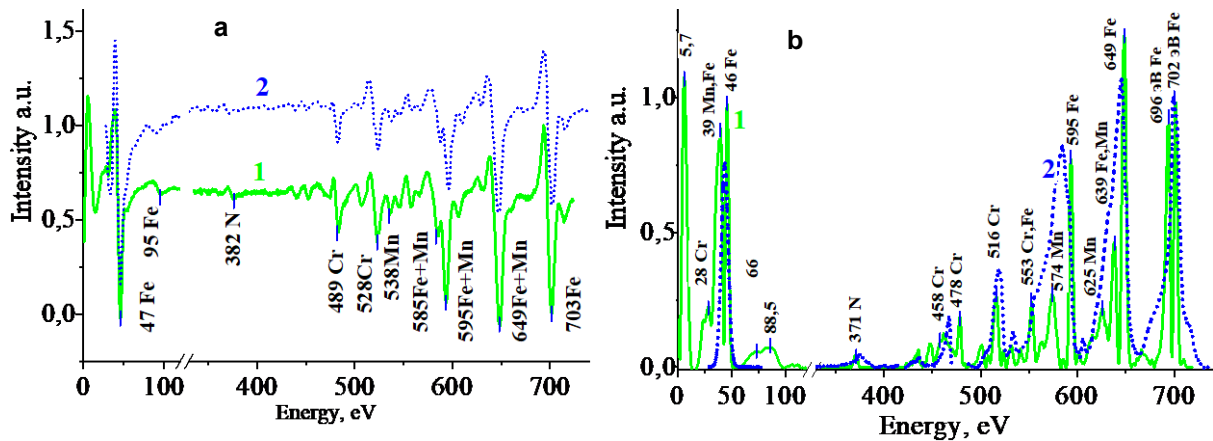 a
Intensity a.u.
1,5
1,0
0,5
0,0
2
1
47 Fe
95 Fe
382 N
489 Cr
528Cr
538Mn
585Fe+Mn
595Fe+Mn
649Fe+Mn
703Fe
0
50
100
400
500
600
700
Energy, eV
b
Intensity a.u.
1,0
0,5
0,0
5,7
28 Cr
39 Mn,Fe
46 Fe
1
66
88,5
371 N
458 Cr
478 Cr
516 Cr
553 Cr,Fe
2
574 Mn
595 Fe
625 Mn
639 Fe,Mn
649 Fe
696 эВ Fe
702 эВ Fe
0
50
100
400
500
600
700
Energy, eV